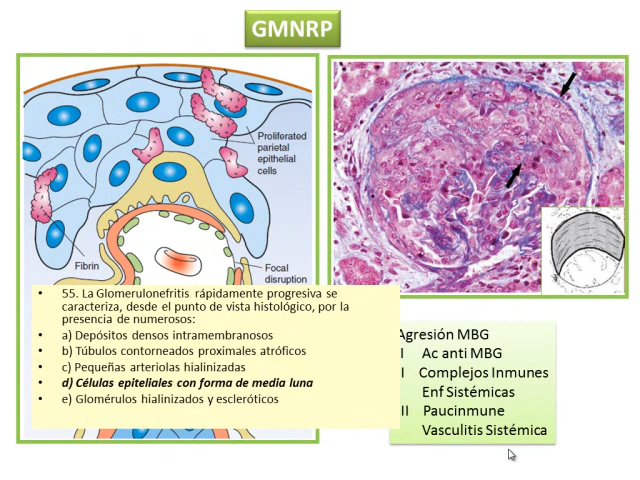 GMNRP
Proliferated
parietal
epithelial
cells
Fibrin
Focal
disruption
• 55. La Glomerulonefritis rápidamente progresiva se
caracteriza, desde el punto de vista histológico, por la
presencia de numerosos:
• a) Depósitos densos intramembranosos
• b) Túbulos contorneados proximales atróficos
• c) Pequeñas arteriolas hialinizadas
• d) Células epiteliales con forma de media luna
• e) Glomérulos hialinizados y escleróticos
Agresión MBG
I Ac anti MBG
I Complejos Inmunes
Enf Sistémicas
II Paucinmune
Vasculitis Sistémica